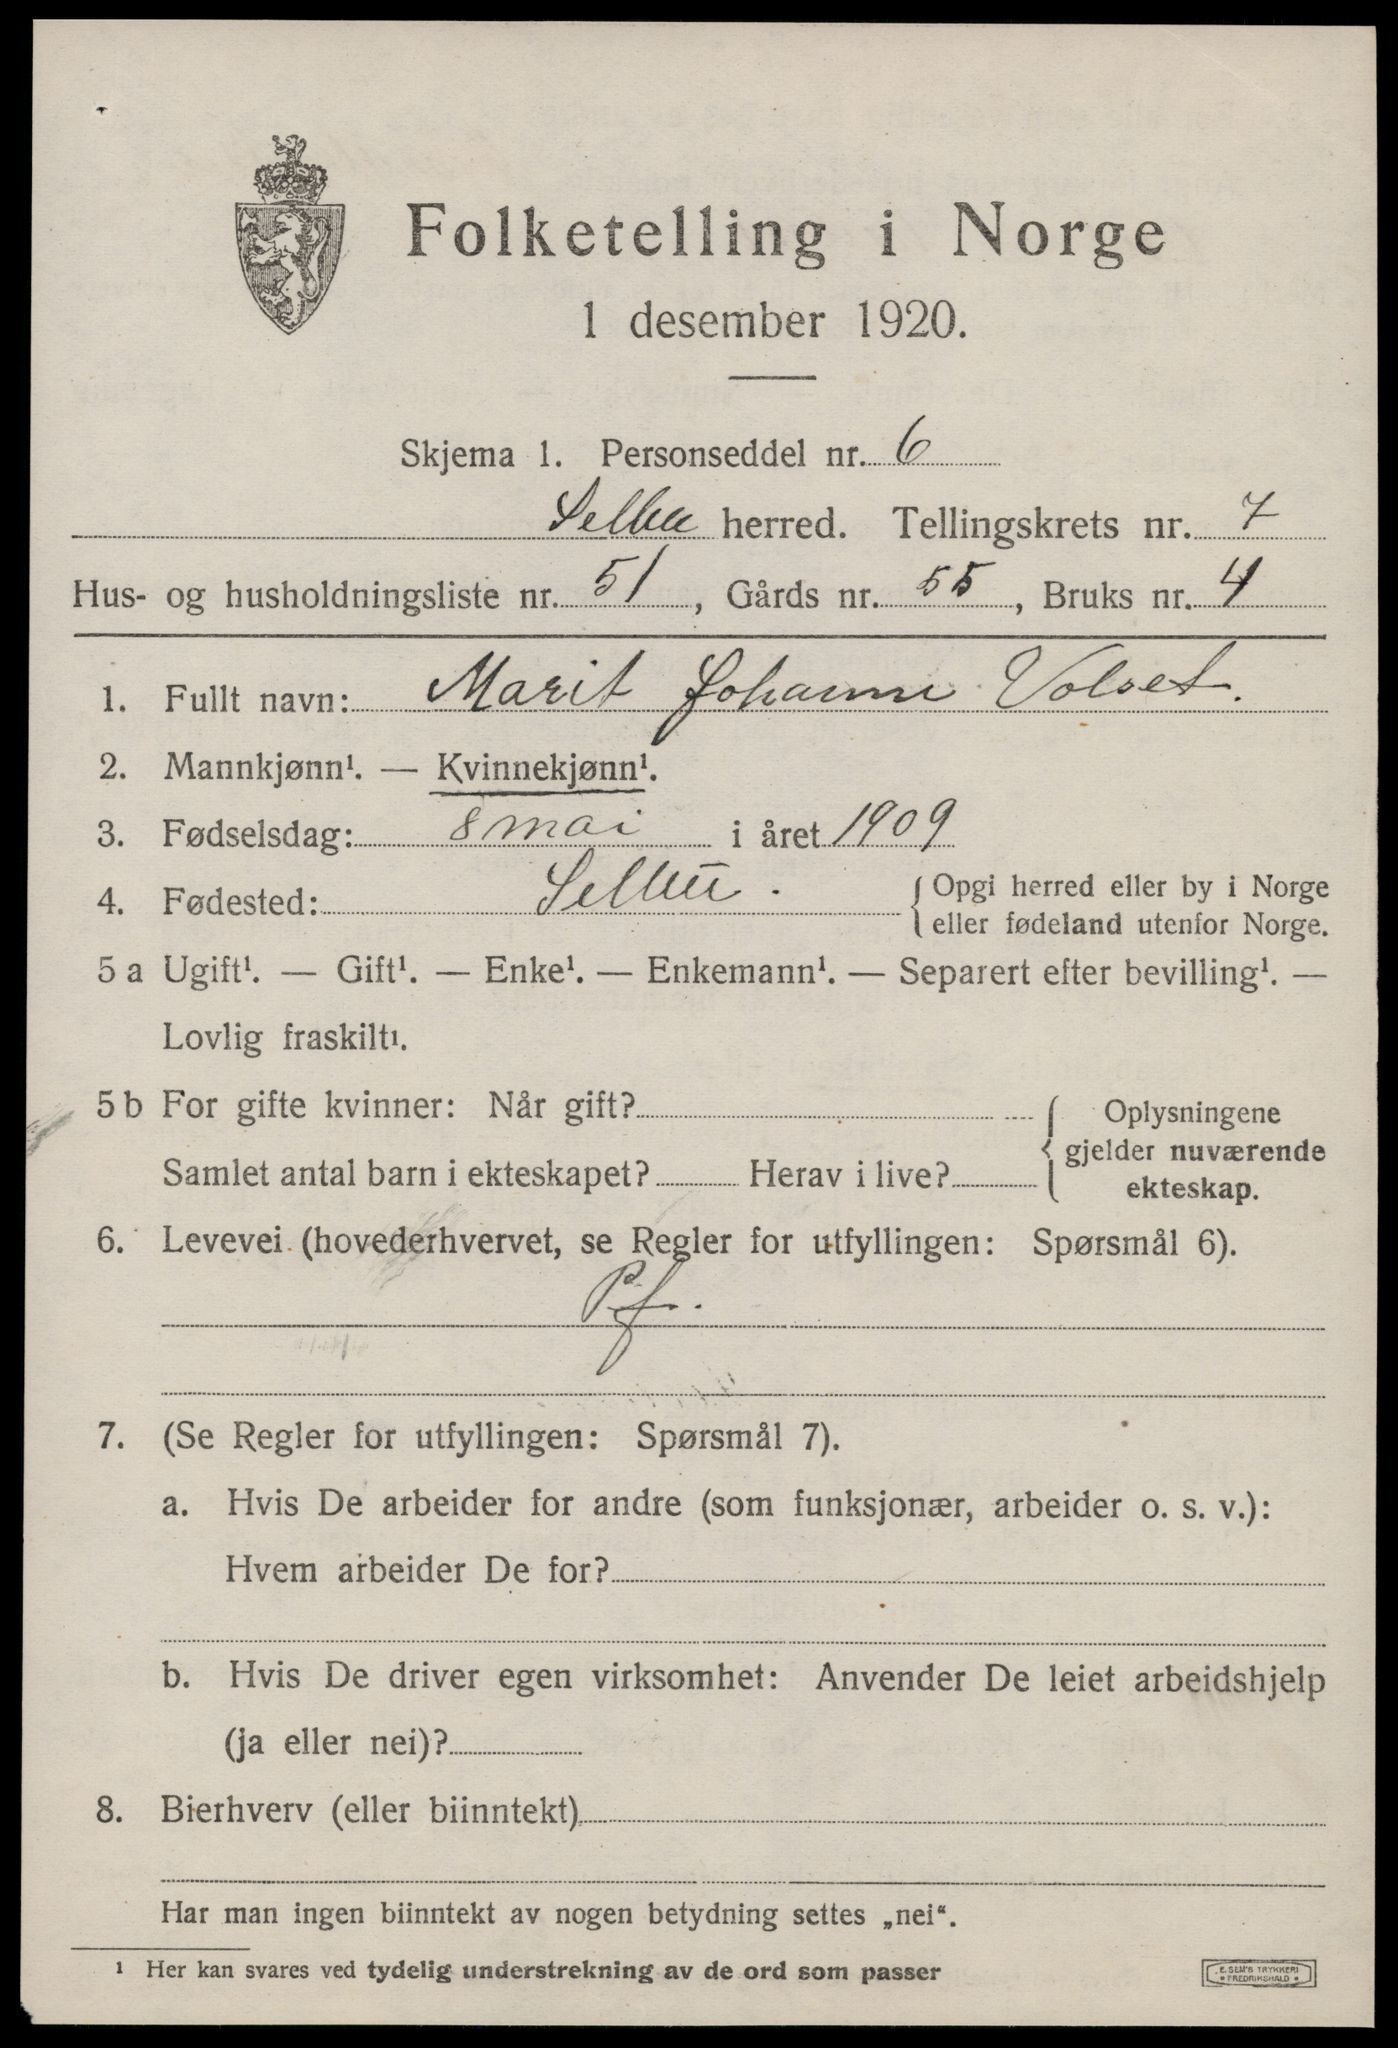 Folketelling i Norge
1 desember 1920.
Skjema 1. Personseddel nr. 6
Selbu herred. Tellingskrets nr. 7
Hus- og husholdningsliste nr. 51, Gårds nr. 55, Bruks nr. 4
1. Fullt navn: Marit Johanne Volset.
2. Mannkjønn¹. — Kvinnekjønn¹.
3. Fødselsdag: 8 mai i året 1909
4. Fødested: Selbu. { Opgi herred eller by i Norge
eller fødeland utenfor Norge.
5 a Ugift¹. — Gift¹. — Enke¹. — Enkemann¹. — Separert efter bevilling¹. —
Lovlig fraskilt¹.
5 b For gifte kvinner: Når gift? { Oplysningene
gjelder nuværende
Samlet antal barn i ekteskapet? Herav i live?
ekteskap.
6. Levevei (hovederhvervet, se Regler for utfyllingen: Spørsmål 6).
Pf.
7. (Se Regler for utfyllingen: Spørsmål 7).
a. Hvis De arbeider for andre (som funksjonær, arbeider o. s. v.):
Hvem arbeider De for?
b. Hvis De driver egen virksomhet: Anvender De leiet arbeidshjelp
(ja eller nei)?
8. Bierhverv (eller biinntekt)
Har man ingen biinntekt av nogen betydning settes „nei“.
¹ Her kan svares ved tydelig understrekning av de ord som passer
E. SEM'S TRYKKERI
FREDRIKSHALD